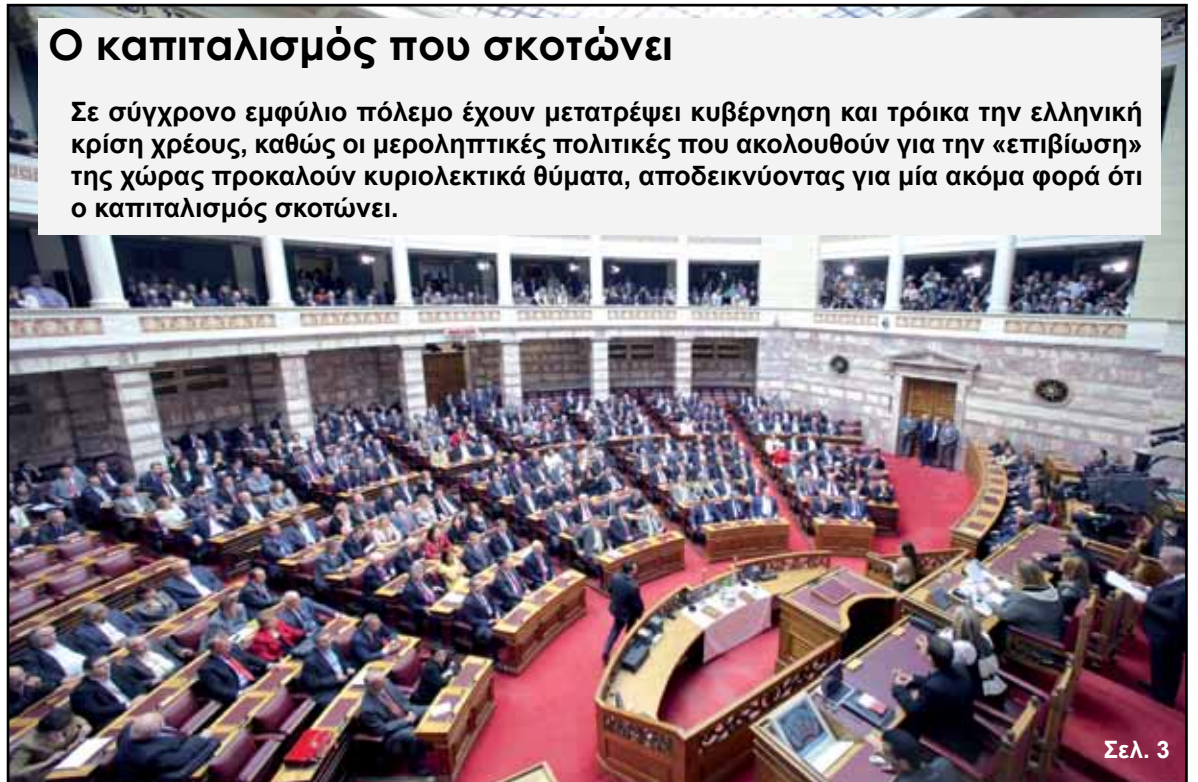 Ο καπιταλισμός που σκοτώνει
Σε σύγχρονο εμφύλιο πόλεμο έχουν μετατρέψει κυβέρνηση και τρόικα την ελληνική
κρίση χρέους, καθώς οι μεροληπτικές πολιτικές που ακολουθούν για την «επιβίωση»
της χώρας προκαλούν κυριολεκτικά θύματα, αποδεικνύοντας για μία ακόμα φορά ότι
ο καπιταλισμός σκοτώνει.
Σελ. 3